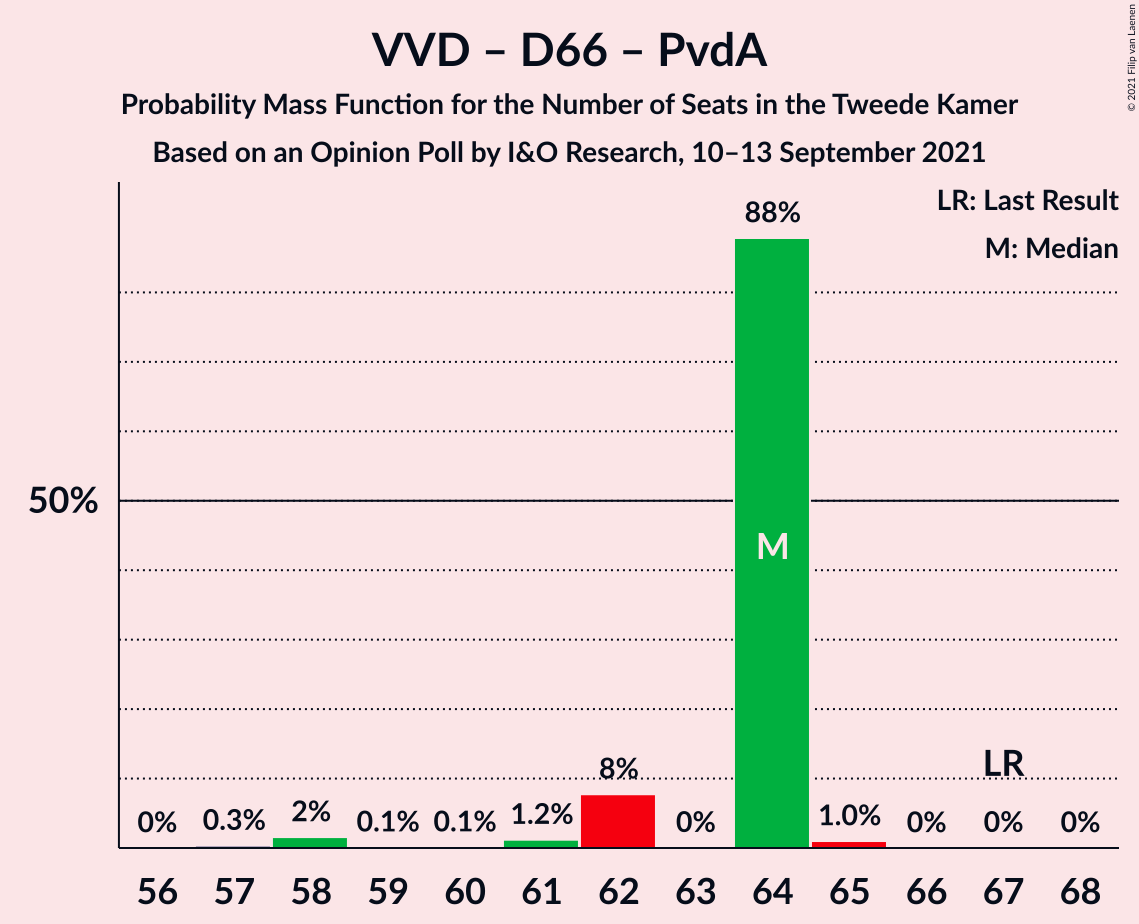 VVD – D66 – PvdA
Probability Mass Function for the Number of Seats in the Tweede Kamer
Based on an Opinion Poll by I&O Research, 10–13 September 2021
© 2021 Filip van Laenen
LR: Last Result
M: Median
50%
0% 0.3% 2% 0.1% 0.1% 1.2% 8% 0% 88% 1.0% 0% 0% 0%
M
LR
56 57 58 59 60 61 62 63 64 65 66 67 68